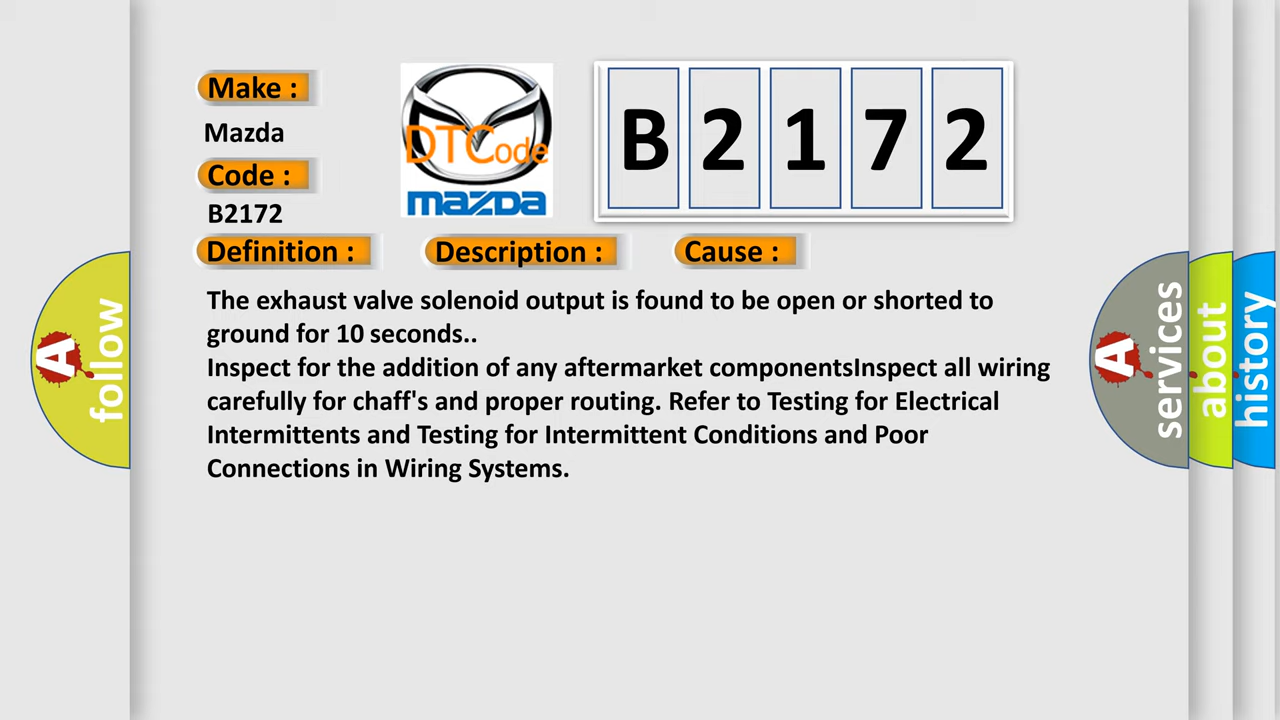 Make :
Mazda
Code :
B2172
DTCode
mazda
B 2 1 7 2
Definition :
Description :
Cause :
The exhaust valve solenoid output is found to be open or shorted to
ground for 10 seconds..
Inspect for the addition of any aftermarket componentsInspect all wiring
carefully for chaff's and proper routing. Refer to Testing for Electrical
Intermittents and Testing for Intermittent Conditions and Poor
Connections in Wiring Systems.
A follow
A services
about
history